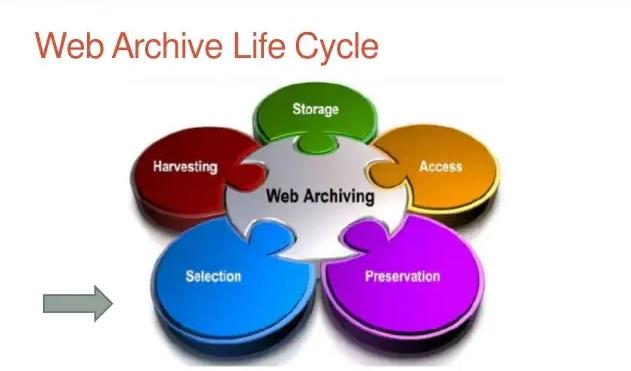 Web Archive Life Cycle
Storage
Harvesting
Access
Web Archiving
Selection
Preservation